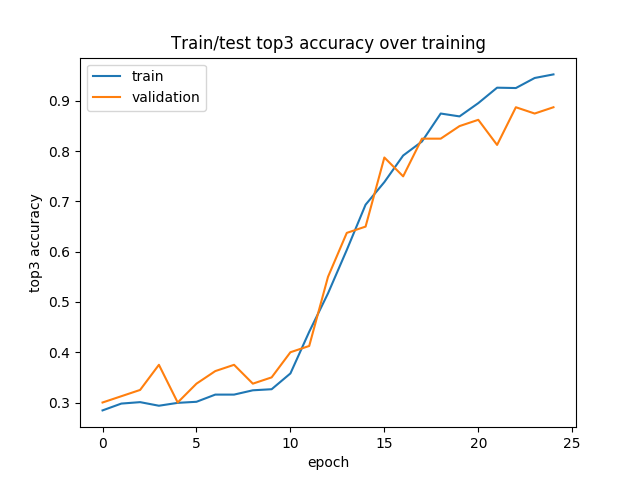 Train/test top3 accuracy over training
train
validation
top3 accuracy
0.9
0.8
0.7
0.6
0.5
0.4
0.3
0 5 10 15 20 25
epoch